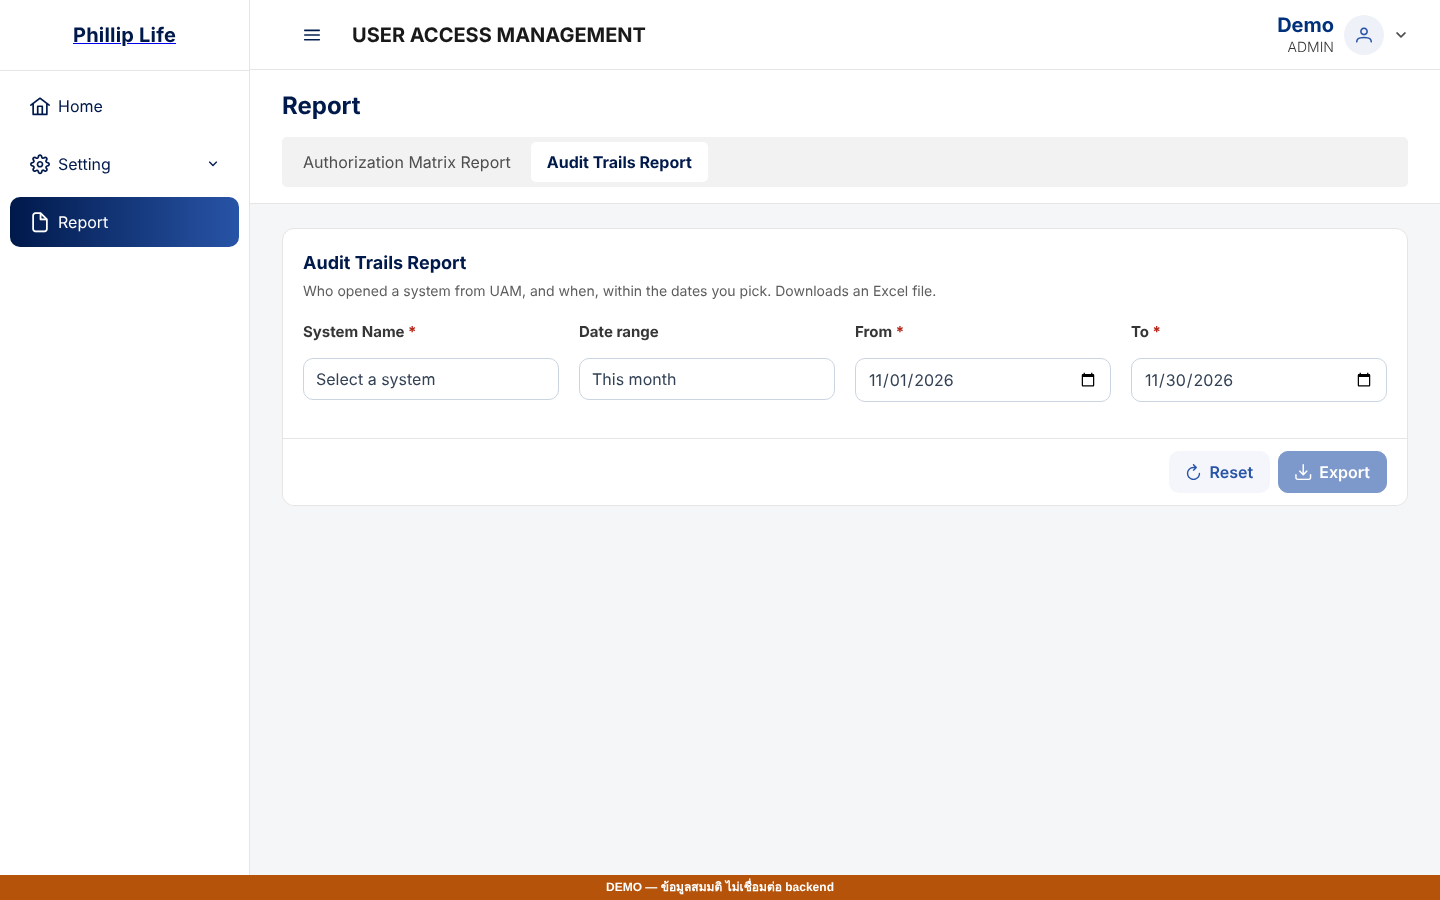 Phillip Life
USER ACCESS MANAGEMENT
Demo
ADMIN
Home
Setting
Report
Report
Authorization Matrix Report
Audit Trails Report
Audit Trails Report
Who opened a system from UAM, and when, within the dates you pick. Downloads an Excel file.
System Name *
Date range
From *
To *
Select a system
This month
11/01/2026
11/30/2026
Reset
Export
DEMO — ข้อมูลสมมติ ไม่เชื่อมต่อ backend